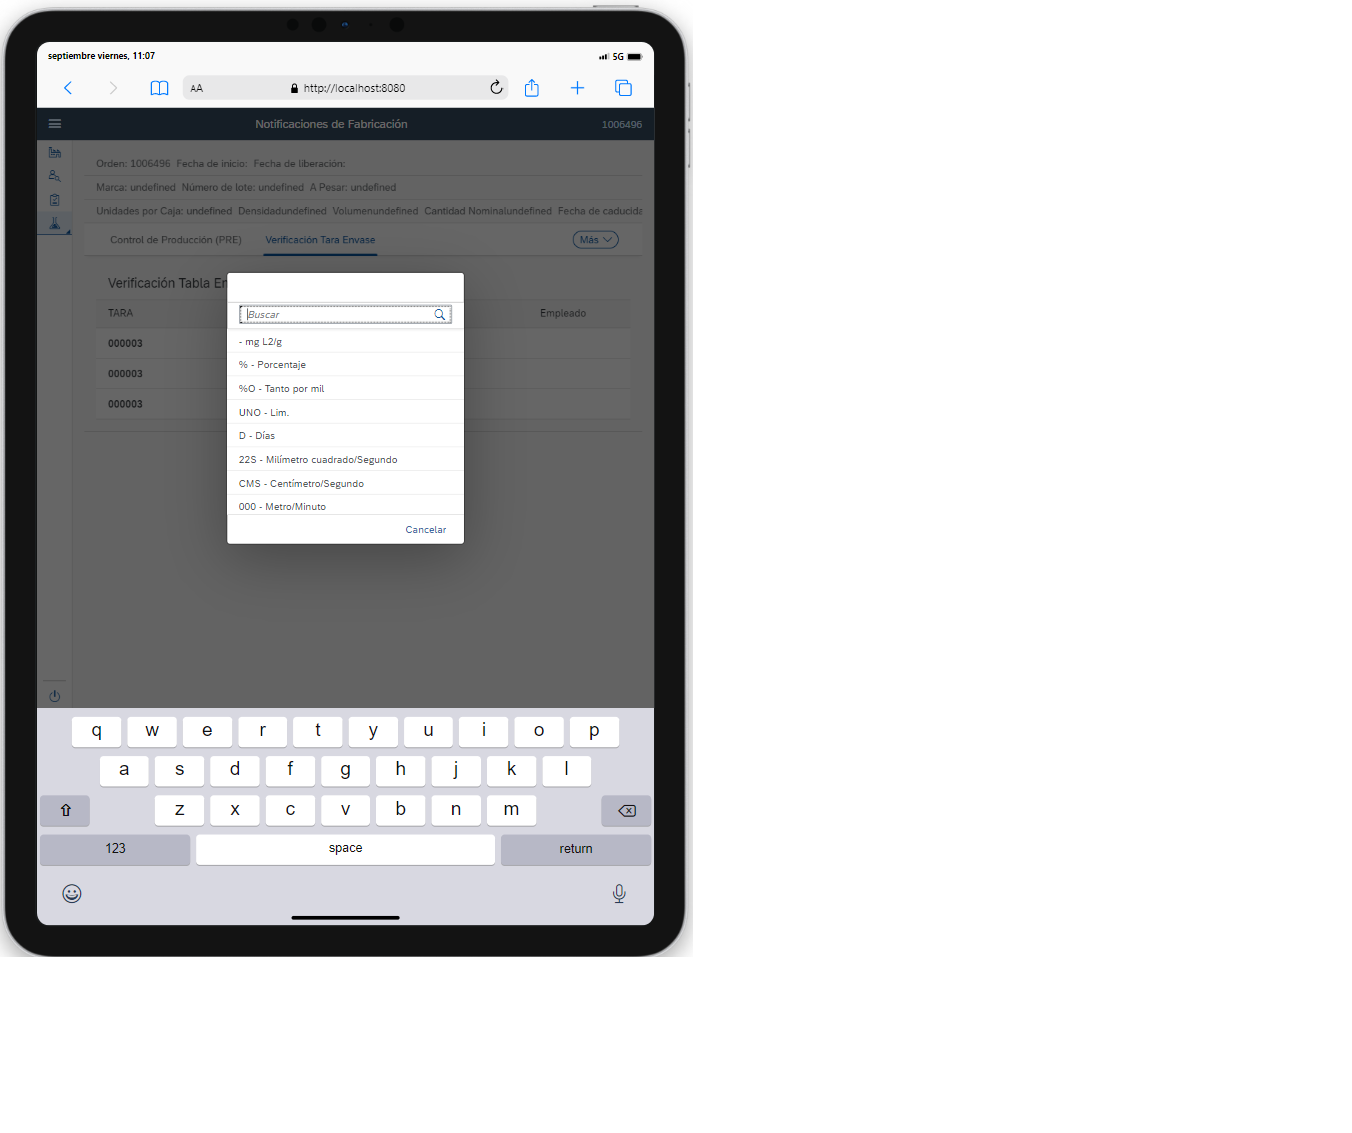 septiembre viernes, 11:07
5G
AA http://localhost:8080
Notificaciones de Fabricación 1006496
Orden: 1006496 Fecha de inicio: Fecha de liberación:
Marca: undefined Número de lote: undefined A Pesar: undefined
Unidades por Caja: undefined Densidadundefined Volumenundefined Cantidad Nominalundefined Fecha de caducida
Control de Producción (PRE) Verificación Tara Envase Más
Verificación Tabla En
TARA Empleado
000003
000003
000003
Buscar
- mg L2/g
% - Porcentaje
%O - Tanto por mil
UNO - Lim.
D - Días
22S - Milímetro cuadrado/Segundo
CMS - Centímetro/Segundo
000 - Metro/Minuto
Cancelar
q w e r t y u i o p
a s d f g h j k l
z x c v b n m
123 space return